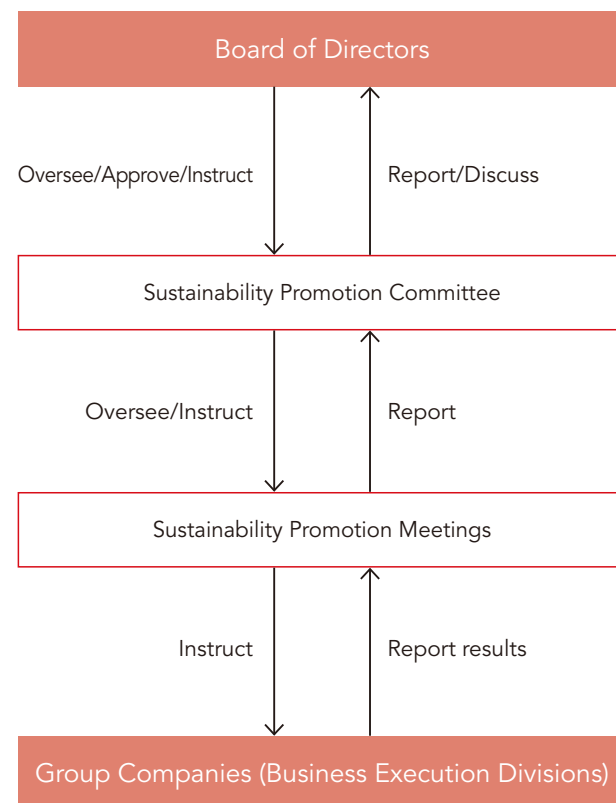 Board of Directors
Oversee/Approve/Instruct
Report/Discuss
Sustainability Promotion Committee
Oversee/Instruct
Report
Sustainability Promotion Meetings
Instruct
Report results
Group Companies (Business Execution Divisions)